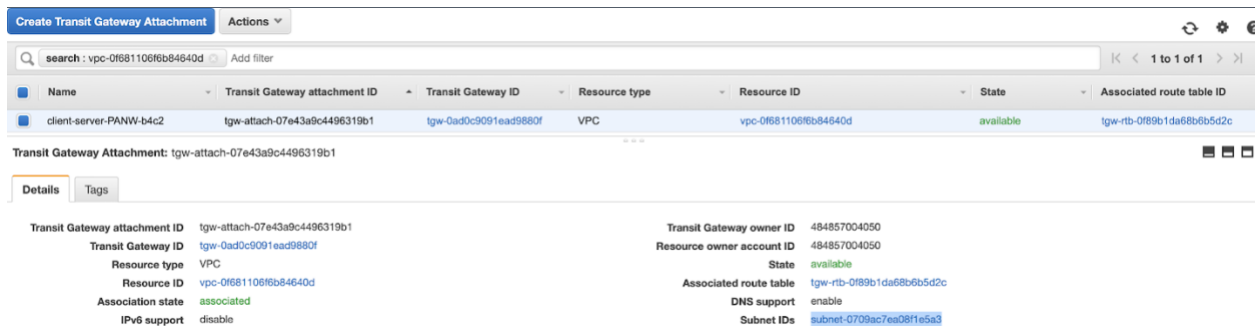 Create Transit Gateway Attachment Actions
search : vpc-0f681106f6b84640d Add filter 1 to 1 of 1
Name Transit Gateway attachment ID Transit Gateway ID Resource type Resource ID State Associated route table ID
client-server-PANW-b4c2 tgw-attach-07e43a9c4496319b1 tgw-0ad0c9091ead9880f VPC vpc-0f681106f6b84640d available tgw-rtb-0f89b1da68b6b5d2c
Transit Gateway Attachment: tgw-attach-07e43a9c4496319b1
Details Tags
Transit Gateway attachment ID tgw-attach-07e43a9c4496319b1 Transit Gateway owner ID 484857004050
Transit Gateway ID tgw-0ad0c9091ead9880f Resource owner account ID 484857004050
Resource type VPC State available
Resource ID vpc-0f681106f6b84640d Associated route table tgw-rtb-0f89b1da68b6b5d2c
Association state associated DNS support enable
IPv6 support disable Subnet IDs subnet-0709ac7ea08f1e5a3